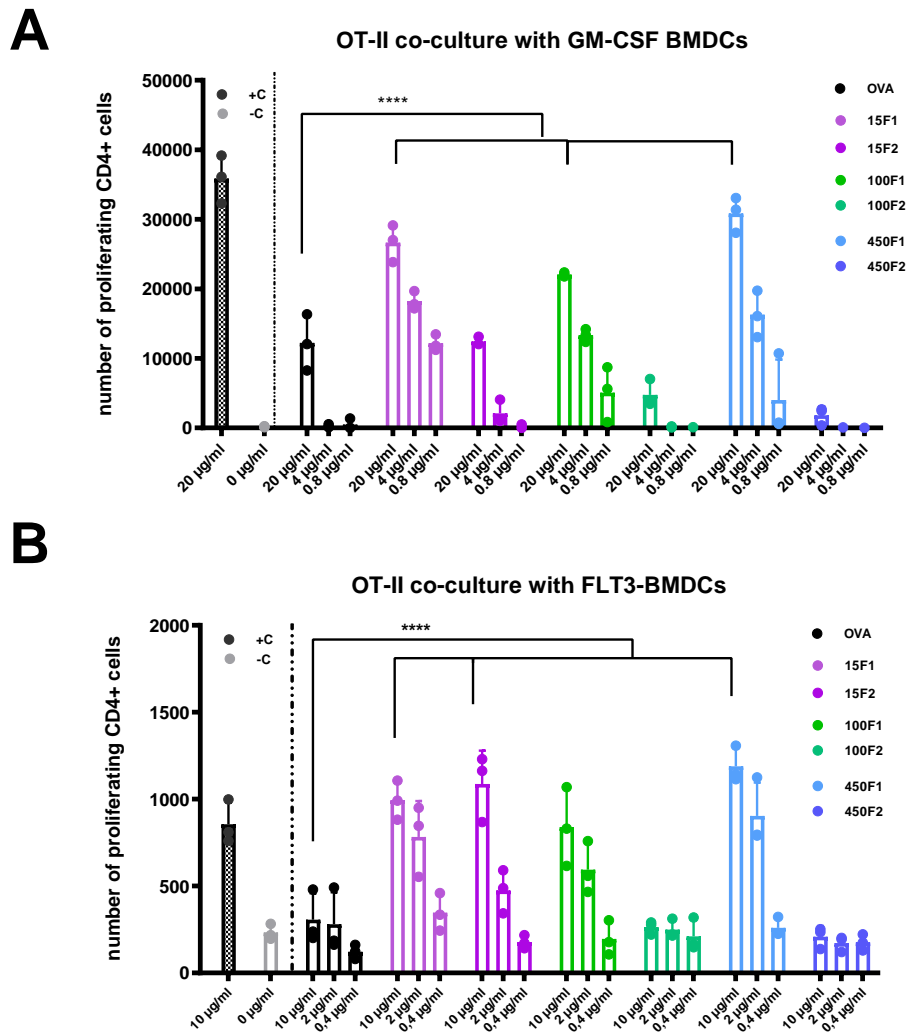 A
OT-II co-culture with GM-CSF BMDCs
number of proliferating CD4+ cells
50000
40000
30000
20000
10000
0
+C
-C
****
OVA
15F1
15F2
100F1
100F2
450F1
450F2
20 µg/ml
0 µg/ml
20 µg/ml
4 µg/ml
0.8 µg/ml
20 µg/ml
4 µg/ml
0.8 µg/ml
20 µg/ml
4 µg/ml
0.8 µg/ml
20 µg/ml
4 µg/ml
0.8 µg/ml
20 µg/ml
4 µg/ml
0.8 µg/ml
20 µg/ml
4 µg/ml
0.8 µg/ml
20 µg/ml
4 µg/ml
0.8 µg/ml
B
OT-II co-culture with FLT3-BMDCs
number of proliferating CD4+ cells
2000
1500
1000
500
0
+C
-C
****
OVA
15F1
15F2
100F1
100F2
450F1
450F2
10 µg/ml
0 µg/ml
10 µg/ml
2 µg/ml
0,4 µg/ml
10 µg/ml
2 µg/ml
0,4 µg/ml
10 µg/ml
2 µg/ml
0,4 µg/ml
10 µg/ml
2 µg/ml
0,4 µg/ml
10 µg/ml
2 µg/ml
0,4 µg/ml
10 µg/ml
2 µg/ml
0,4 µg/ml
10 µg/ml
2 µg/ml
0,4 µg/ml